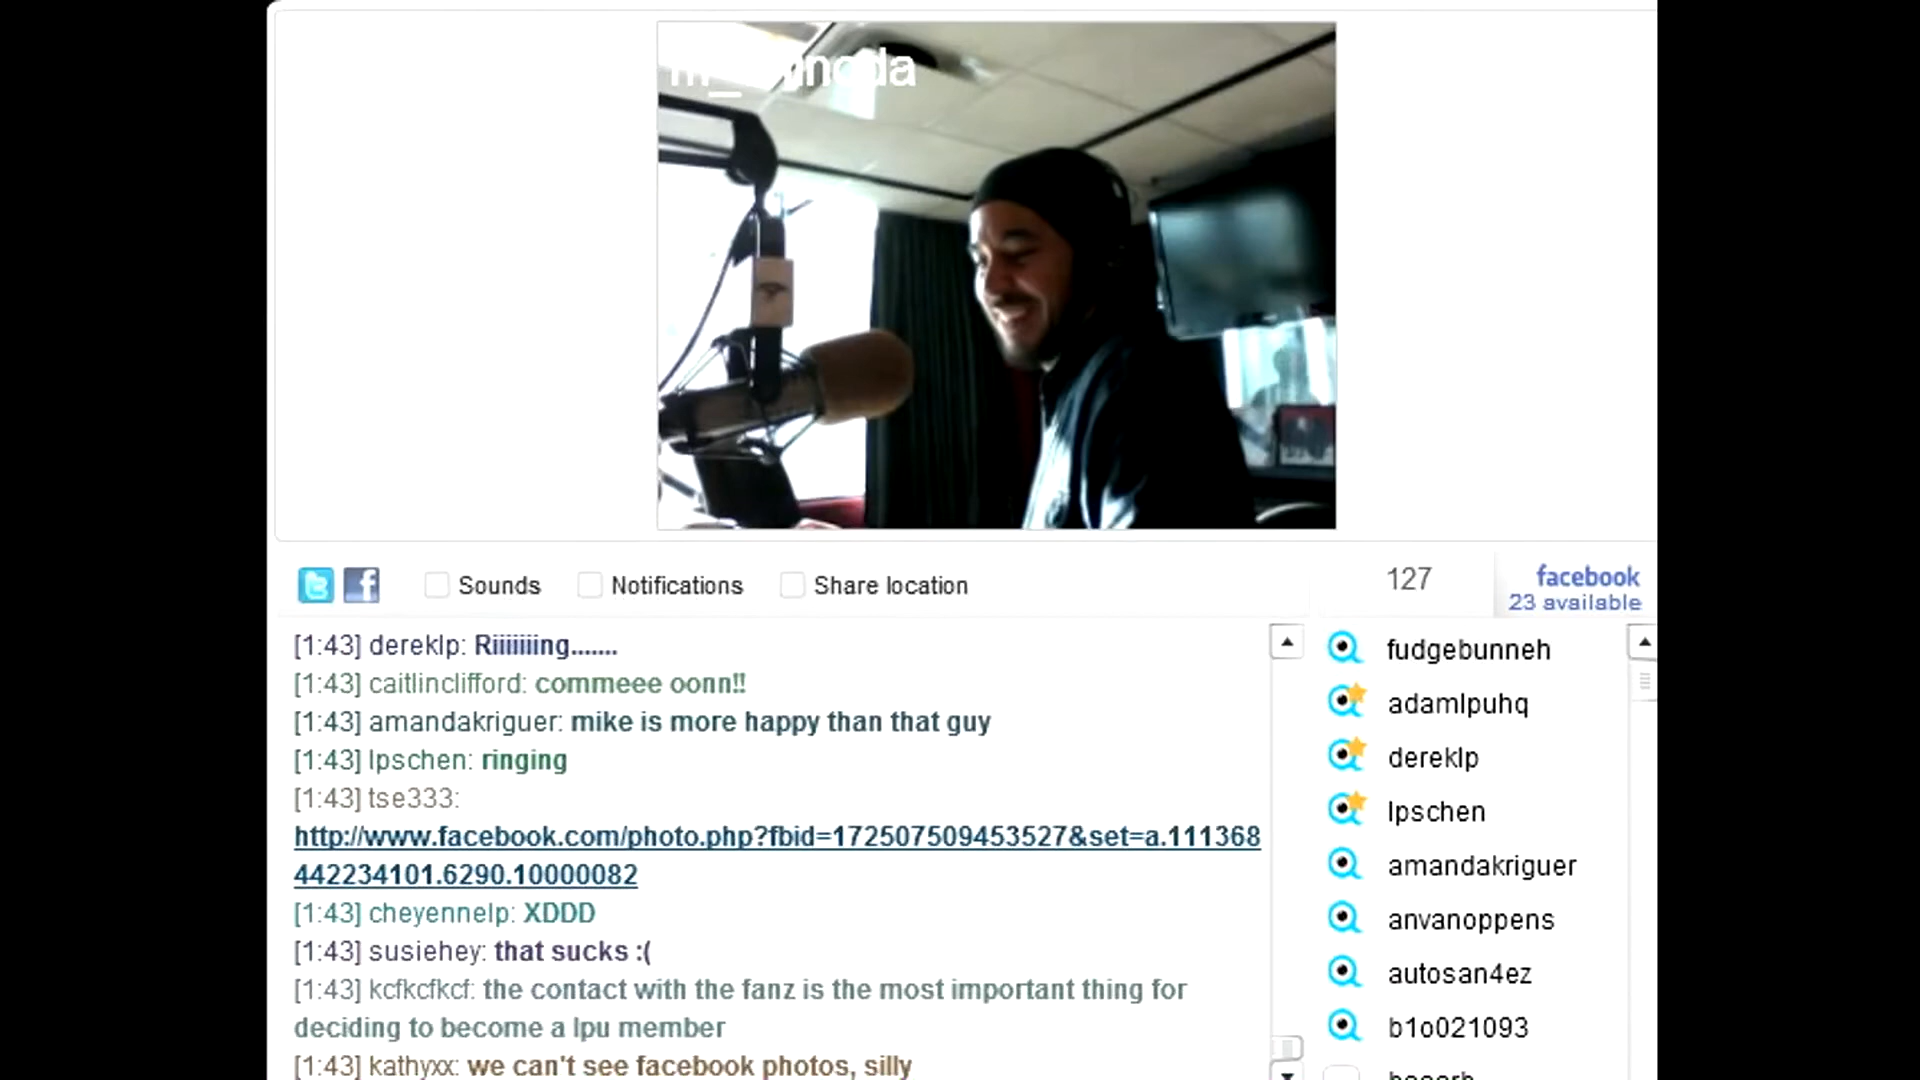 Sounds
Notifications
Share location
127
facebook
23 available
[1:43] dereklp: Riiiiiiiing.......
[1:43] caitlinclifford: commeee oonn!!
[1:43] amandakriguer: mike is more happy than that guy
[1:43] lpschen: ringing
[1:43] tse333:
http://www.facebook.com/photo.php?fbid=172507509453527&set=a.111368
442234101.6290.10000082
[1:43] cheyennelp: XDDD
[1:43] susiehey: that sucks :(
[1:43] kcfkcfkcf: the contact with the fanz is the most important thing for
deciding to become a lpu member
[1:43] kathyxx: we can't see facebook photos, silly
fudgebunneh
adamlpuhq
dereklp
lpschen
amandakriguer
anvanoppens
autosan4ez
b1o021093